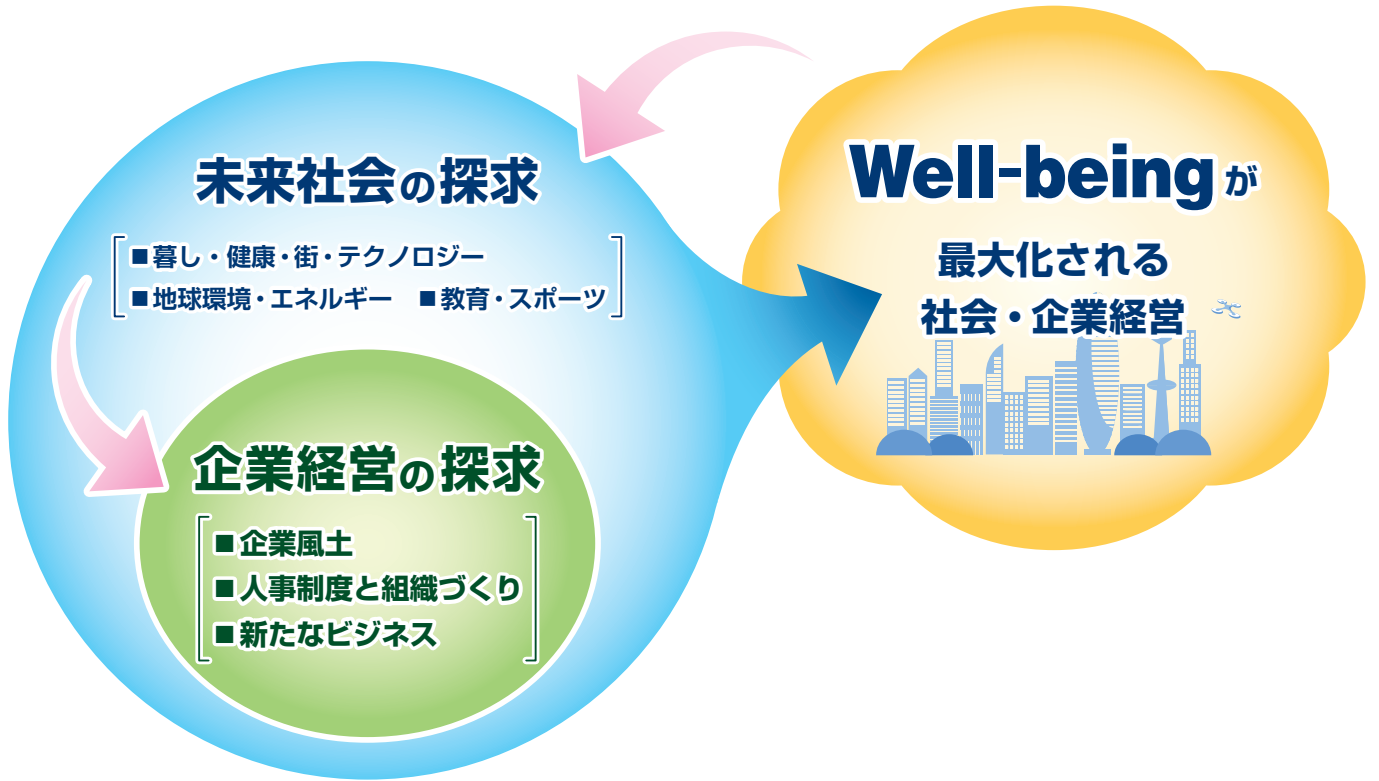 未来社会の探求
■暮し・健康・街・テクノロジー
■地球環境・エネルギー ■教育・スポーツ
企業経営の探求
■企業風土
■人事制度と組織づくり
■新たなビジネス
Well-beingが
最大化される
社会・企業経営